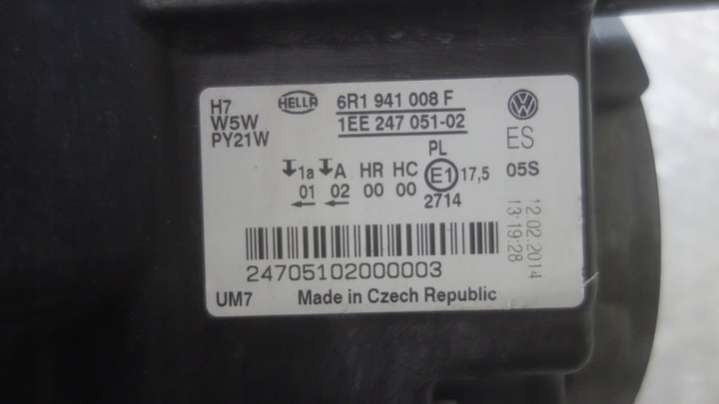 H7
W5W
PY21W
HELLA
6R1 941 008 F
1EE 247 051-02
ES
PL
1a A HR HC E1 17,5 05S
01 02 00 00 2714
12.02.2014
13:19:28
24705102000003
UM7 Made in Czech Republic